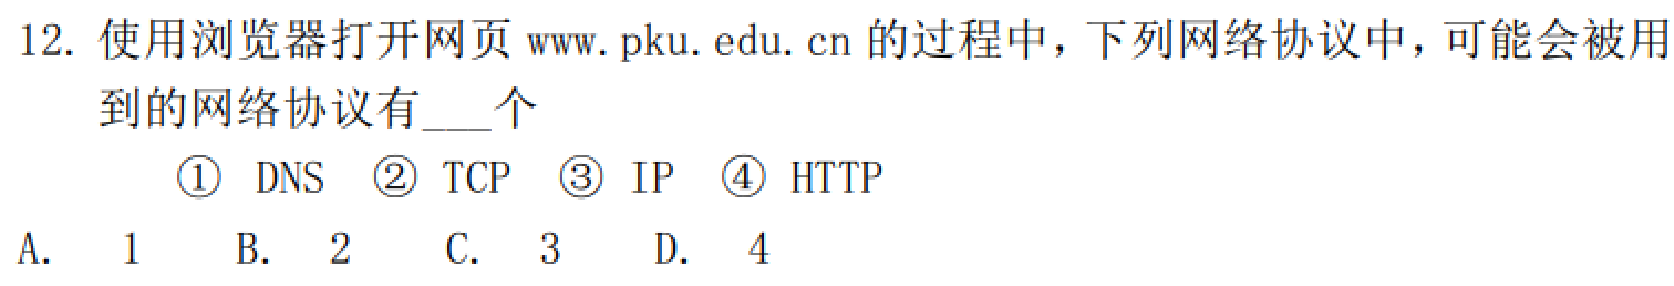 12. 使用浏览器打开网页 www.pku.edu.cn 的过程中，下列网络协议中，可能会被用
到的网络协议有___个
① DNS ② TCP ③ IP ④ HTTP
A. 1 B. 2 C. 3 D. 4